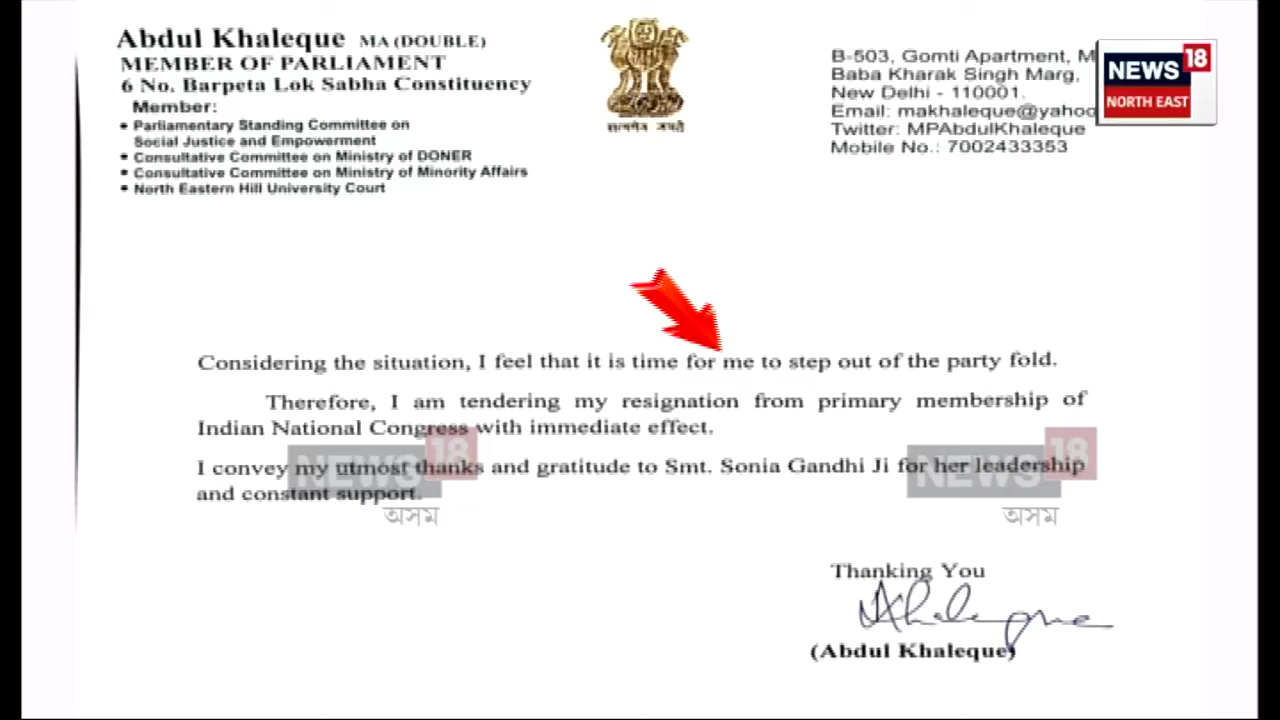 Abdul Khaleque MA (DOUBLE)
MEMBER OF PARLIAMENT
6 No. Barpeta Lok Sabha Constituency
Member:
• Parliamentary Standing Committee on
Social Justice and Empowerment
• Consultative Committee on Ministry of DONER
• Consultative Committee on Ministry of Minority Affairs
• North Eastern Hill University Court
सत्यमेव जयते
B-503, Gomti Apartment, M
Baba Kharak Singh Marg,
New Delhi - 110001.
Email: makhaleque@yahoo
Twitter: MPAbdulKhaleque
Mobile No.: 7002433353
NEWS 18
NORTH EAST
Considering the situation, I feel that it is time for me to step out of the party fold.
Therefore, I am tendering my resignation from primary membership of
Indian National Congress with immediate effect.
I convey my utmost thanks and gratitude to Smt. Sonia Gandhi Ji for her leadership
and constant support.
NEWS 18
অসম
NEWS 18
অসম
Thanking You
AKhaleque
(Abdul Khaleque)